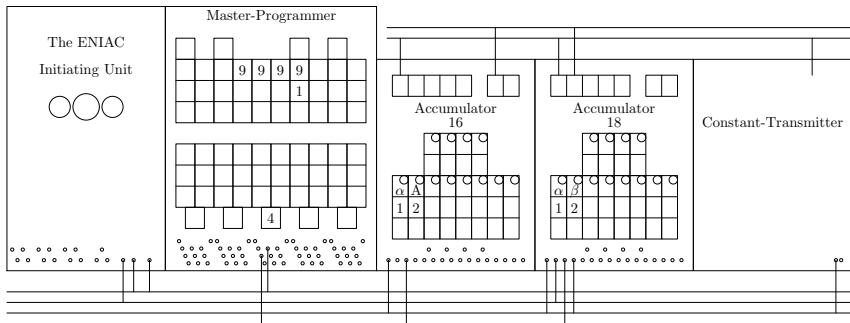 Master-Programmer
The ENIAC
Initiating Unit
9 9 9 9
1
4
Accumulator
16
α A
1 2
Accumulator
18
α β
1 2
Constant-Transmitter